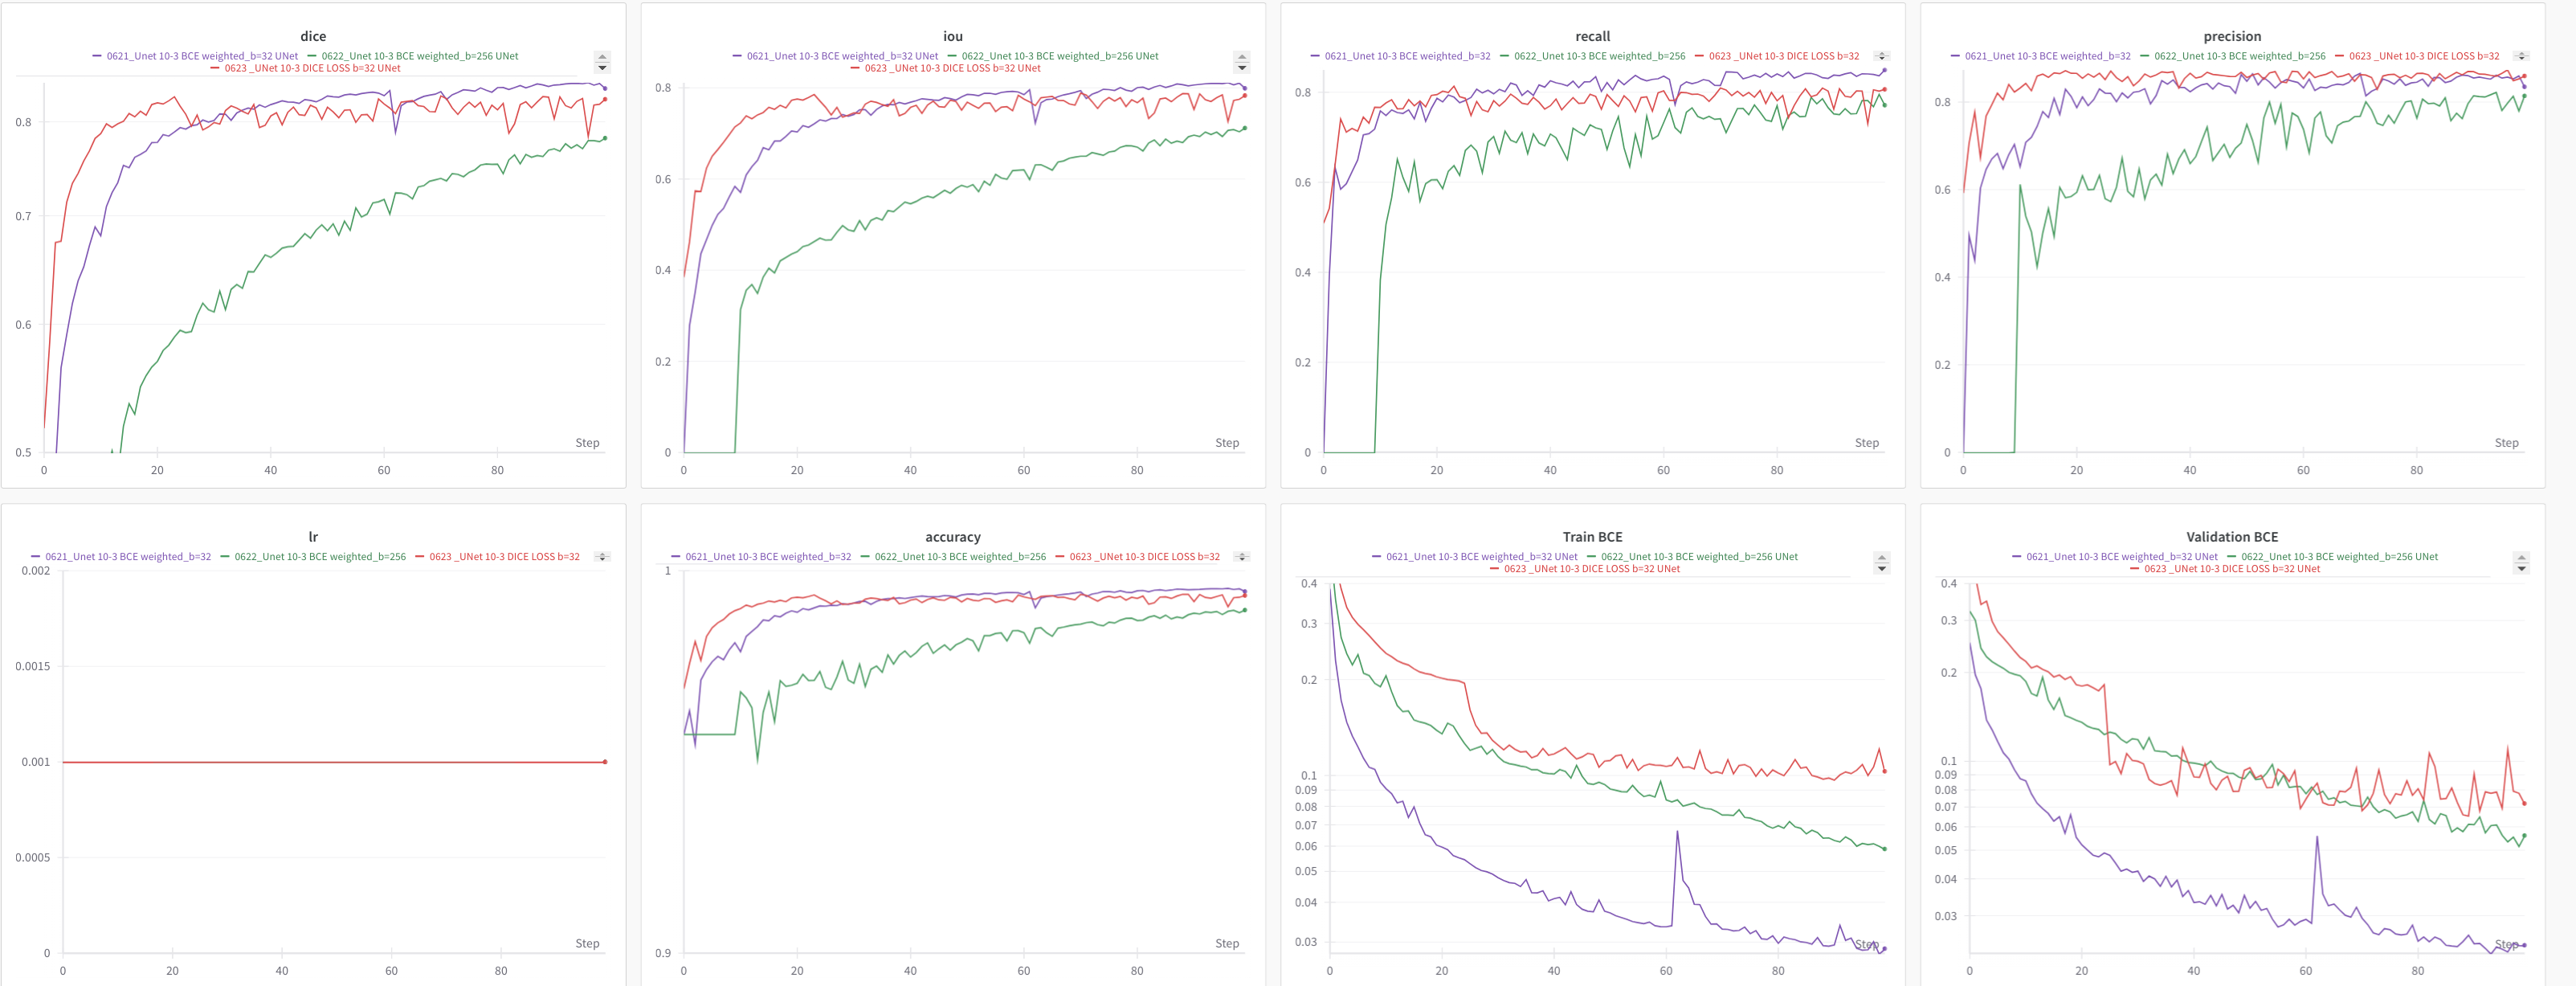 dice
0621_Unet 10-3 BCE weighted_b=32 UNet 0622_Unet 10-3 BCE weighted_b=256 UNet
0623 _UNet 10-3 DICE LOSS b=32 UNet
0.8
0.7
0.6
0.5
Step
0 20 40 60 80
iou
0621_Unet 10-3 BCE weighted_b=32 UNet 0622_Unet 10-3 BCE weighted_b=256 UNet
0623 _UNet 10-3 DICE LOSS b=32 UNet
0.8
0.6
0.4
0.2
0
Step
0 20 40 60 80
recall
0621_Unet 10-3 BCE weighted_b=32 0622_Unet 10-3 BCE weighted_b=256 0623 _UNet 10-3 DICE LOSS b=32
0.8
0.6
0.4
0.2
0
Step
0 20 40 60 80
precision
0621_Unet 10-3 BCE weighted_b=32 0622_Unet 10-3 BCE weighted_b=256 0623 _UNet 10-3 DICE LOSS b=32
0.8
0.6
0.4
0.2
0
Step
0 20 40 60 80
lr
0621_Unet 10-3 BCE weighted_b=32 0622_Unet 10-3 BCE weighted_b=256 0623 _UNet 10-3 DICE LOSS b=32
0.002
0.0015
0.001
0.0005
0
Step
0 20 40 60 80
accuracy
0621_Unet 10-3 BCE weighted_b=32 0622_Unet 10-3 BCE weighted_b=256 0623 _UNet 10-3 DICE LOSS b=32
1
0.9
Step
0 20 40 60 80
Train BCE
0621_Unet 10-3 BCE weighted_b=32 UNet 0622_Unet 10-3 BCE weighted_b=256 UNet
0623 _UNet 10-3 DICE LOSS b=32 UNet
0.4
0.3
0.2
0.1
0.09
0.08
0.07
0.06
0.05
0.04
0.03
Step
0 20 40 60 80
Validation BCE
0621_Unet 10-3 BCE weighted_b=32 UNet 0622_Unet 10-3 BCE weighted_b=256 UNet
0623 _UNet 10-3 DICE LOSS b=32 UNet
0.4
0.3
0.2
0.1
0.09
0.08
0.07
0.06
0.05
0.04
0.03
Step
0 20 40 60 80